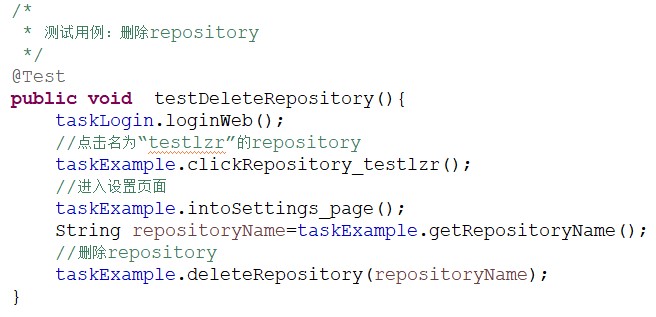 /*
 * 测试用例：删除repository
 */
@Test
public void  testDeleteRepository(){
    taskLogin.loginWeb();
    //点击名为“testlzr”的repository
    taskExample.clickRepository_testlzr();
    //进入设置页面
    taskExample.intoSettings_page();
    String repositoryName=taskExample.getRepositoryName();
    //删除repository
    taskExample.deleteRepository(repositoryName);
}